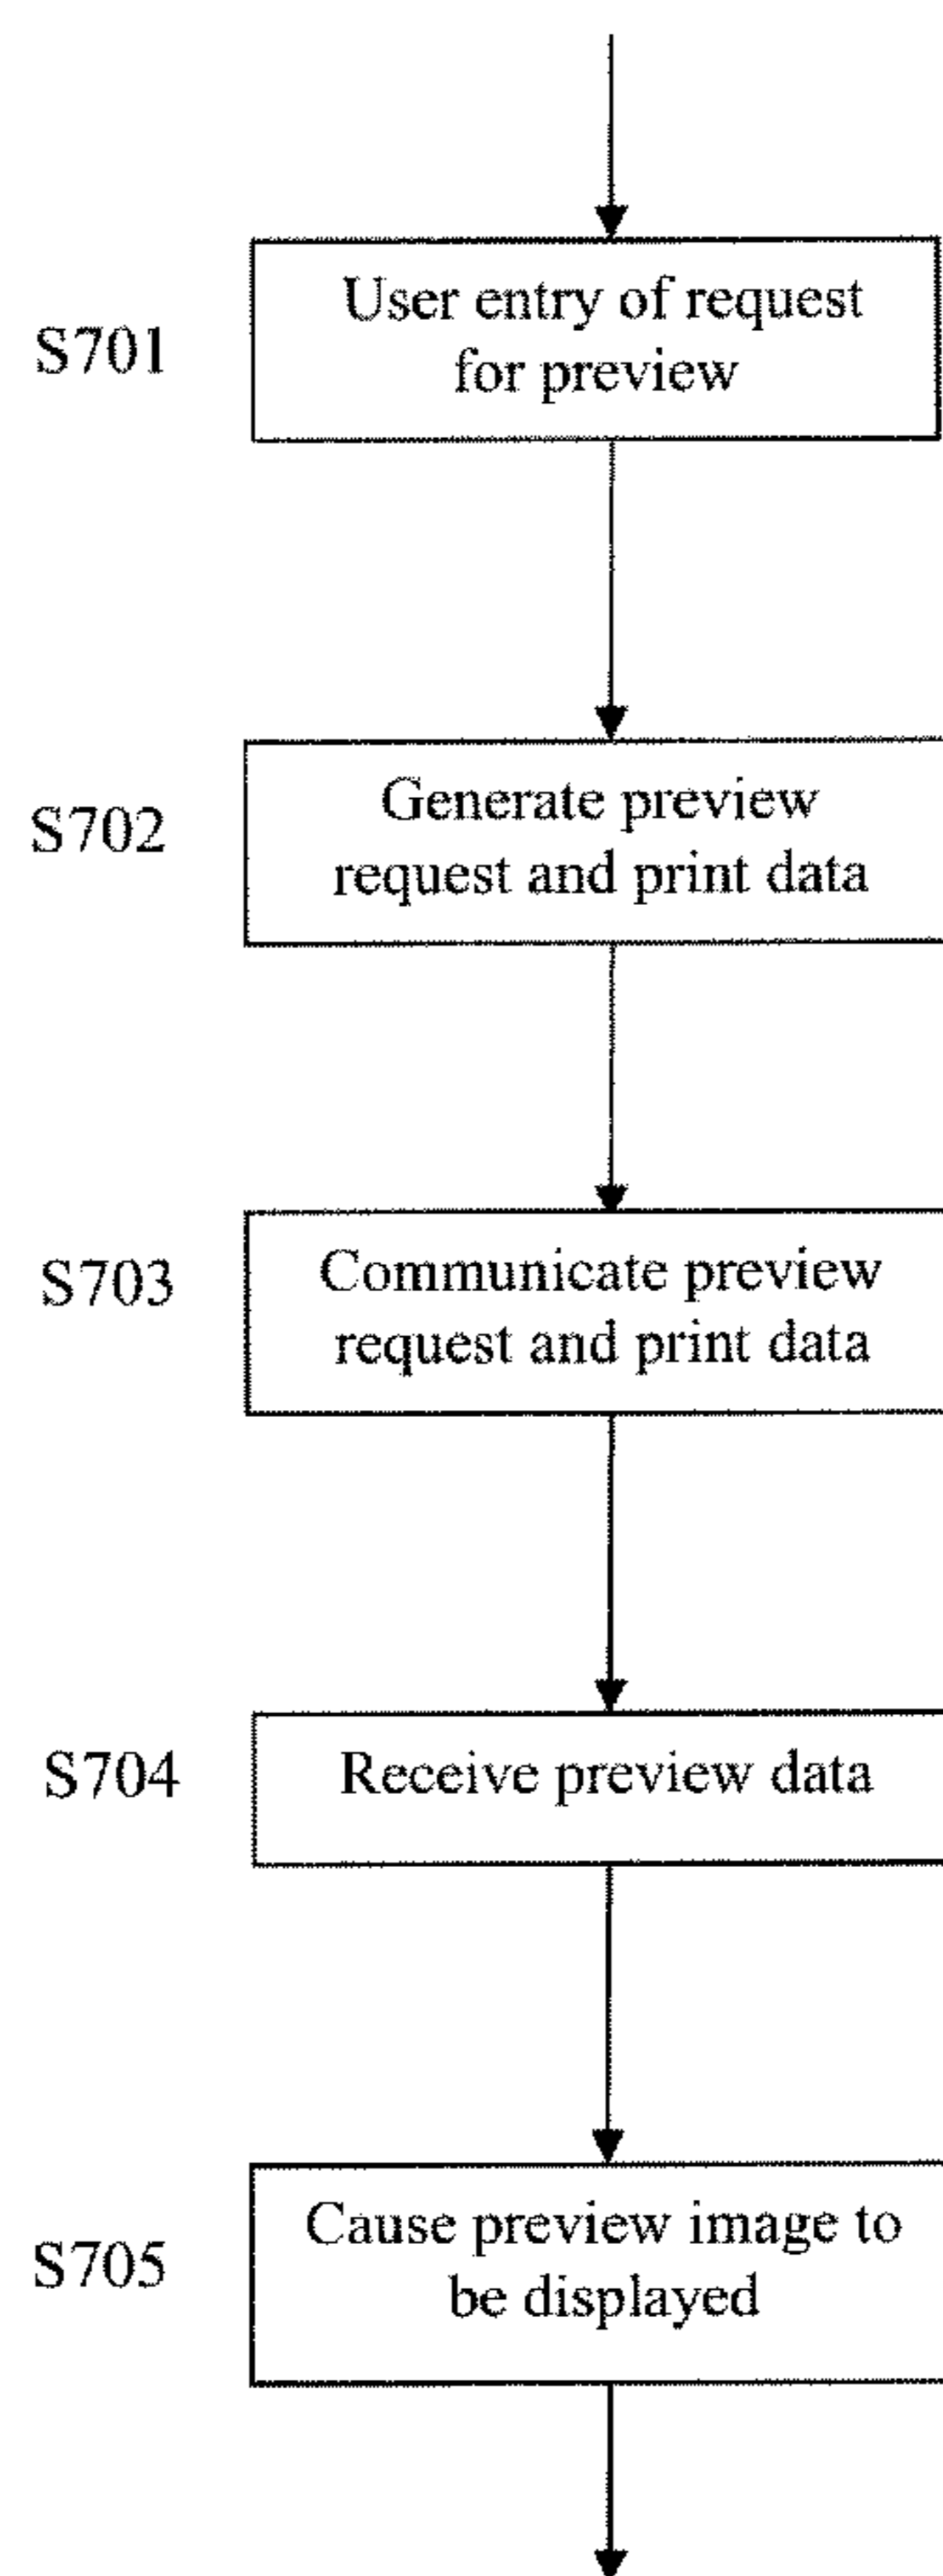 S701
User entry of request
for preview
S702
Generate preview
request and print data
S703
Communicate preview
request and print data
S704
Receive preview data
S705
Cause preview image to
be displayed